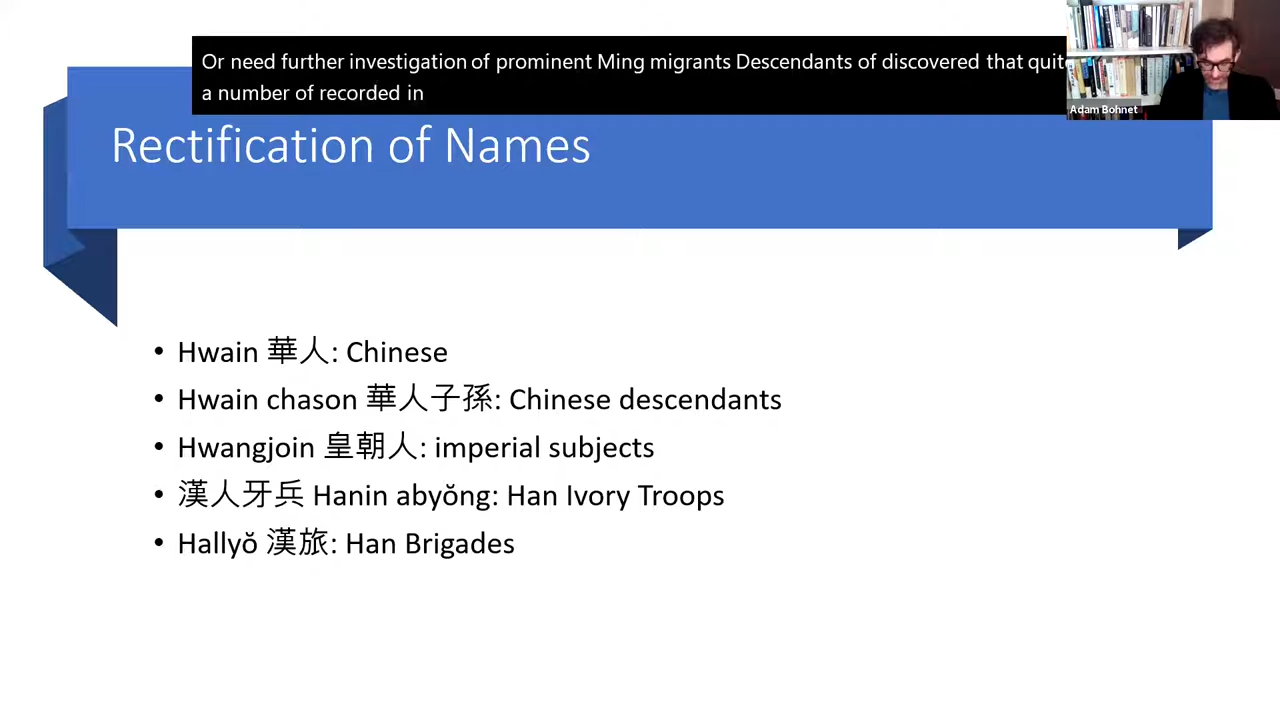 Or need further investigation of prominent Ming migrants Descendants of discovered that quit
a number of recorded in
Adam Bohnet
Rectification of Names
• Hwain 華人: Chinese
• Hwain chason 華人子孫: Chinese descendants
• Hwangjoin 皇朝人: imperial subjects
• 漢人牙兵 Hanin abyŏng: Han Ivory Troops
• Hallyŏ 漢旅: Han Brigades